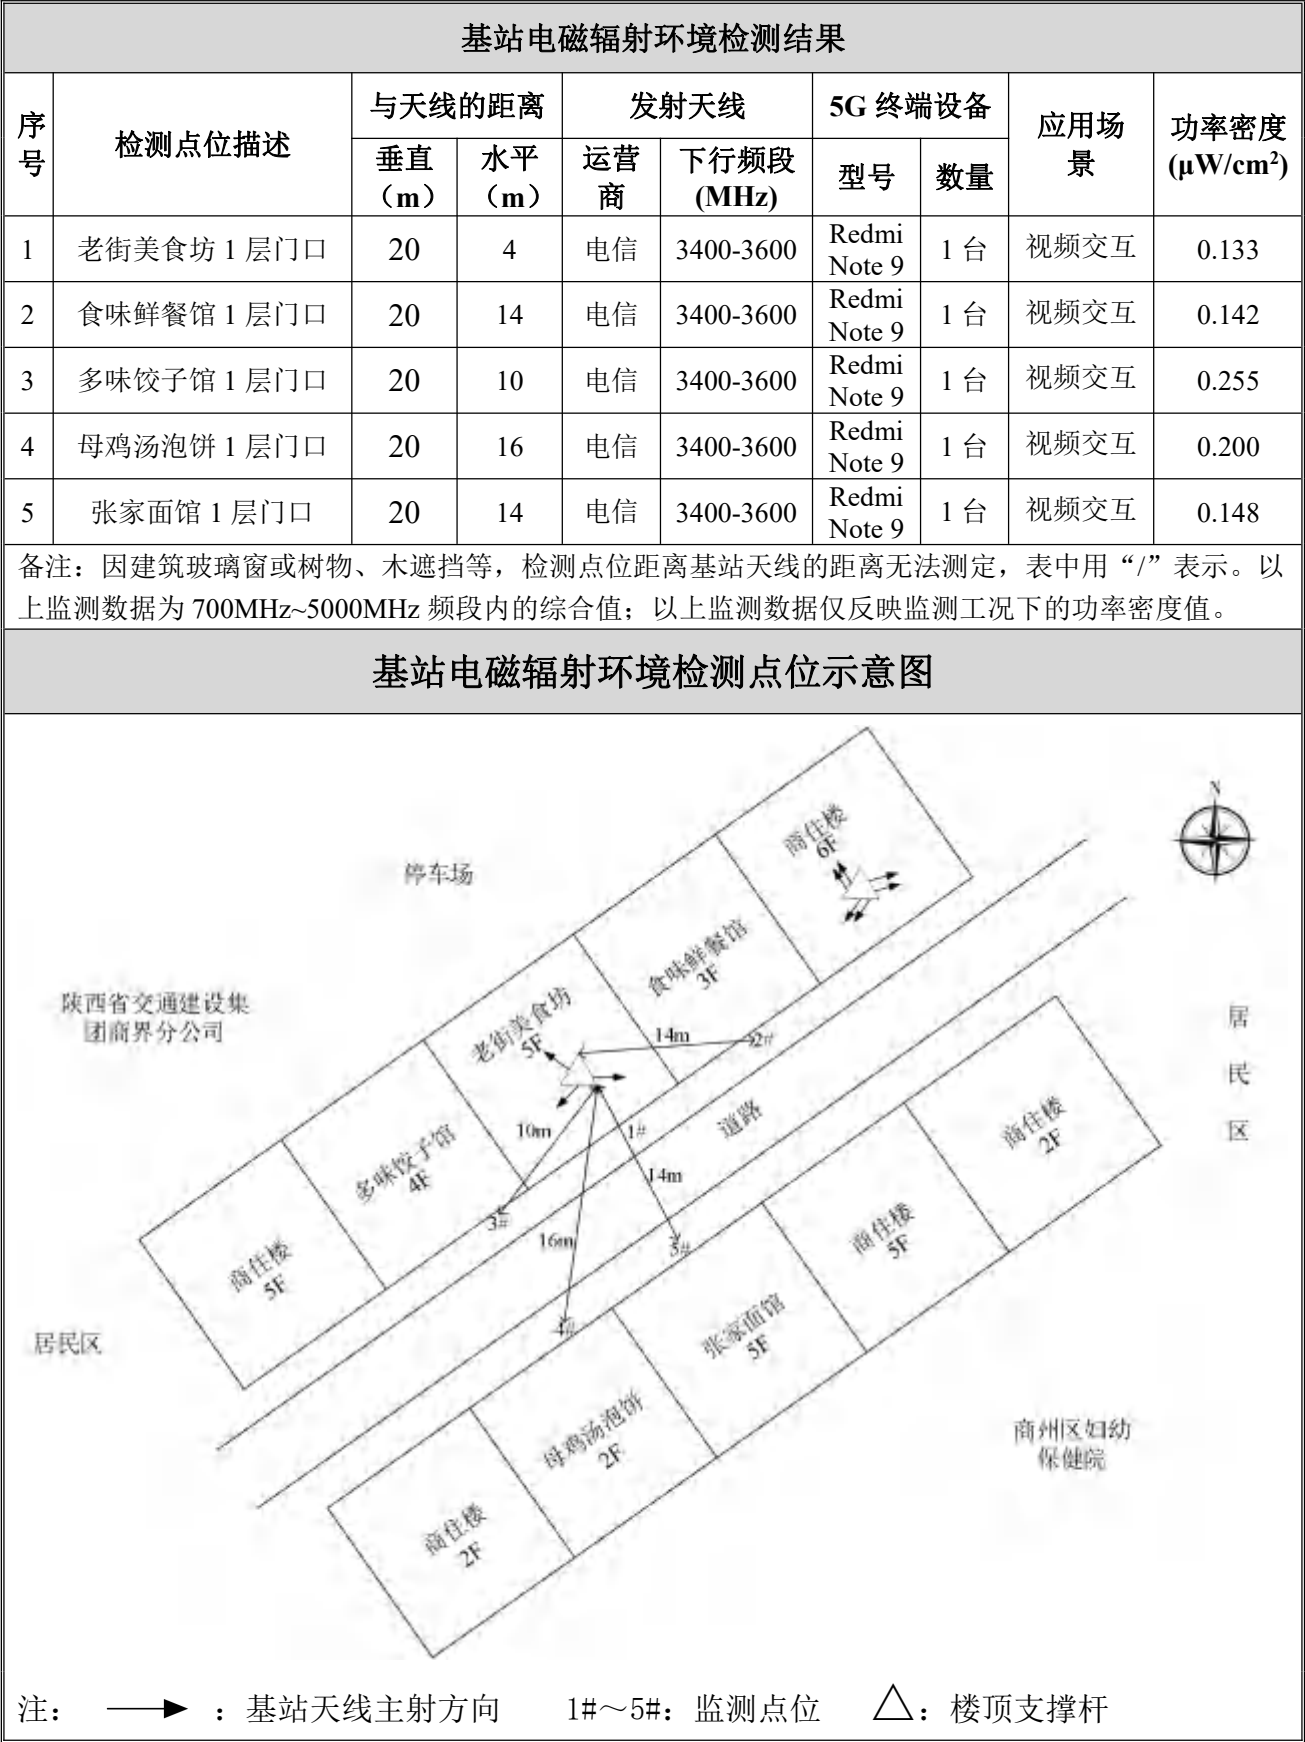 基站电磁辐射环境检测结果
序号 检测点位描述 与天线的距离 发射天线 5G 终端设备 应用场景 功率密度(μW/cm²)
垂直（m） 水平（m） 运营商 下行频段(MHz) 型号 数量
1 老街美食坊 1 层门口 20 4 电信 3400-3600 Redmi Note 9 1 台 视频交互 0.133
2 食味鲜餐馆 1 层门口 20 14 电信 3400-3600 Redmi Note 9 1 台 视频交互 0.142
3 多味饺子馆 1 层门口 20 10 电信 3400-3600 Redmi Note 9 1 台 视频交互 0.255
4 母鸡汤泡饼 1 层门口 20 16 电信 3400-3600 Redmi Note 9 1 台 视频交互 0.200
5 张家面馆 1 层门口 20 14 电信 3400-3600 Redmi Note 9 1 台 视频交互 0.148
备注：因建筑玻璃窗或树物、木遮挡等，检测点位距离基站天线的距离无法测定，表中用“/”表示。以
上监测数据为 700MHz~5000MHz 频段内的综合值；以上监测数据仅反映监测工况下的功率密度值。
基站电磁辐射环境检测点位示意图
N
商住楼
6F
停车场
食味鲜餐馆
3F
陕西省交通建设集
团商界分公司
老街美食坊
5F
14m
2#
居
民
区
10m
1#
道路
商住楼
2F
多味饺子馆
4F
14m
3#
16m
5#
商住楼
5F
商住楼
5F
4#
张家面馆
5F
居民区
母鸡汤泡饼
2F
商州区妇幼
保健院
商住楼
2F
注： ：基站天线主射方向 1#～5#：监测点位 △：楼顶支撑杆